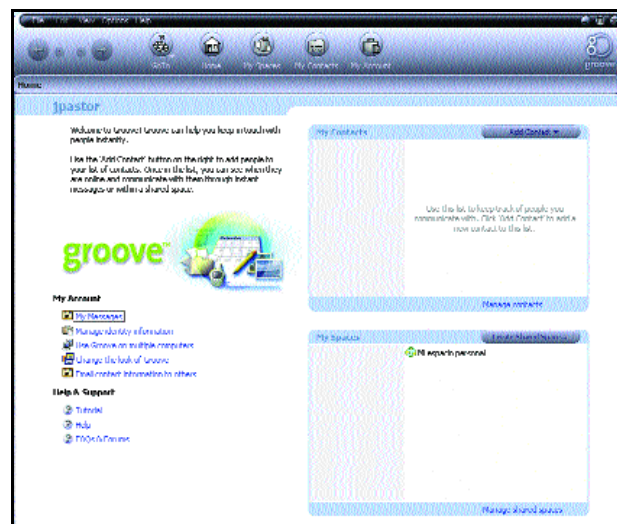 File Edit View Options Help
GoTo Home My Spaces My Contacts My Account
groove
Home
jpastor
Welcome to Groove! Groove can help you keep in touch with
people instantly.
Use the 'Add Contact' button on the right to add people to
your list of contacts. Once in the list, you can see when they
are online and communicate with them through instant
messages or within a shared space.
groove
My Account
My Messages
Manage identity information
Use Groove on multiple computers
Change the look of Groove
Email contact information to others
Help & Support
Tutorial
Help
FAQs & Forums
My Contacts
Add Contact
Use this list to keep track of people you
communicate with. Click 'Add Contact' to add a
new contact to this list.
Manage contacts
My Spaces
Create Shared Space
Mi espacio personal
Manage shared spaces